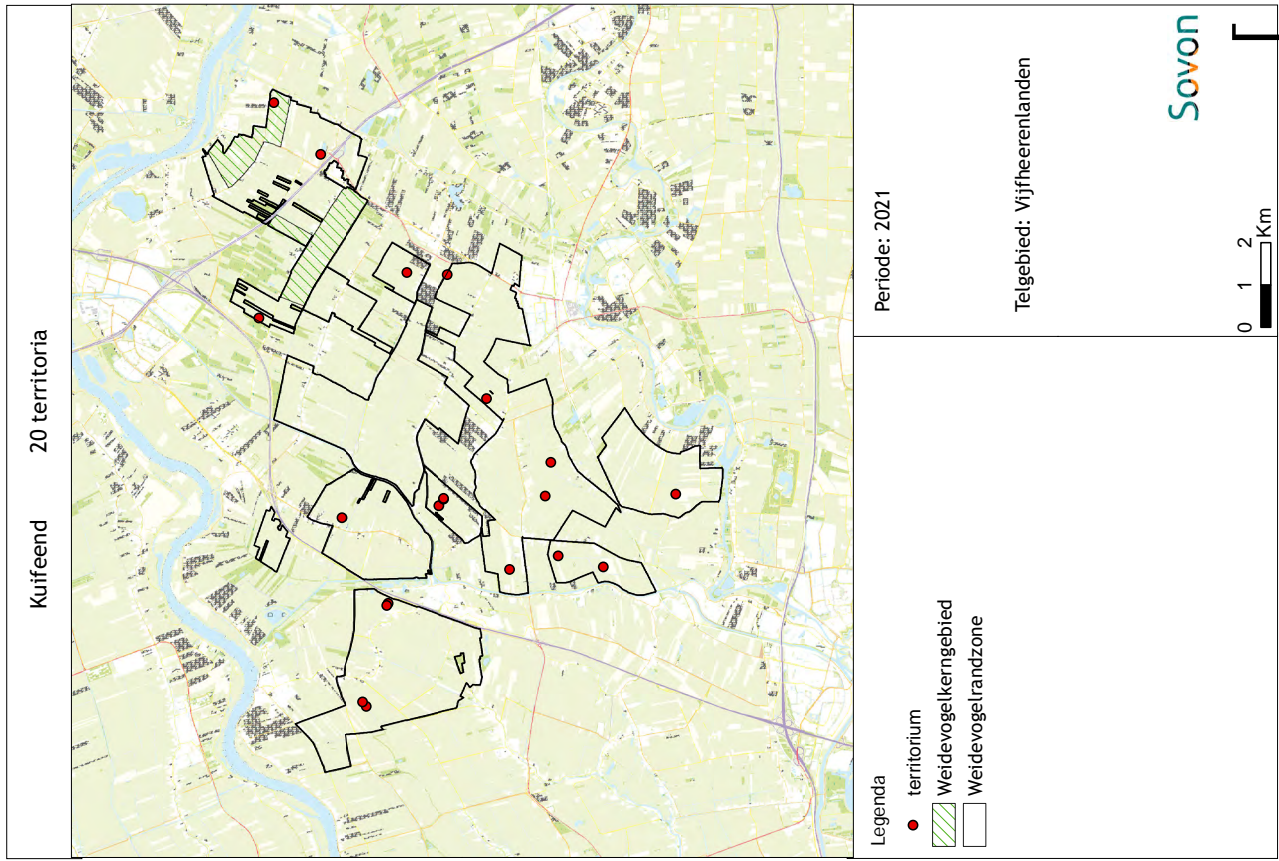 Kuifeend 20 territoria
Legenda
territorium
Weidevogelkerngebied
Weidevogelrandzone
Periode: 2021
Telgebied: Vijfheerenlanden
0 1 2 Km
Sovon